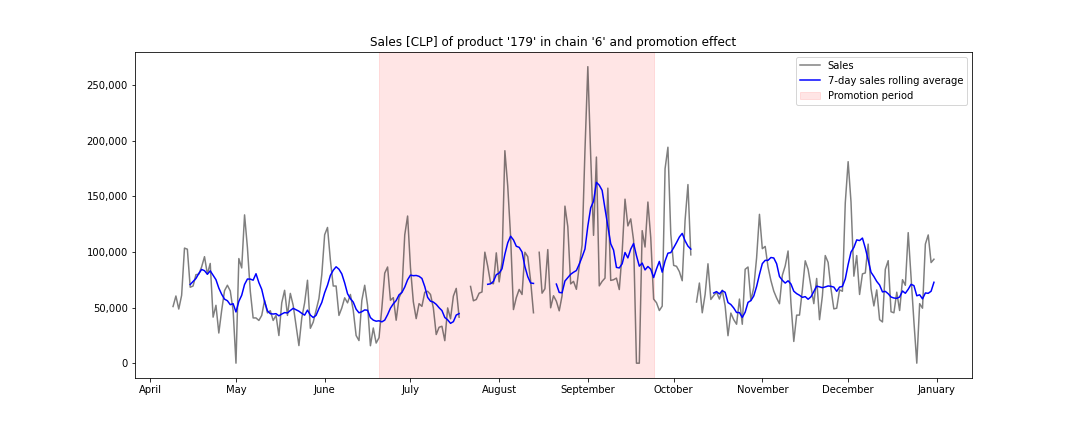 Sales [CLP] of product '179' in chain '6' and promotion effect
Sales
7-day sales rolling average
Promotion period
250,000
200,000
150,000
100,000
50,000
0
April May June July August September October November December January